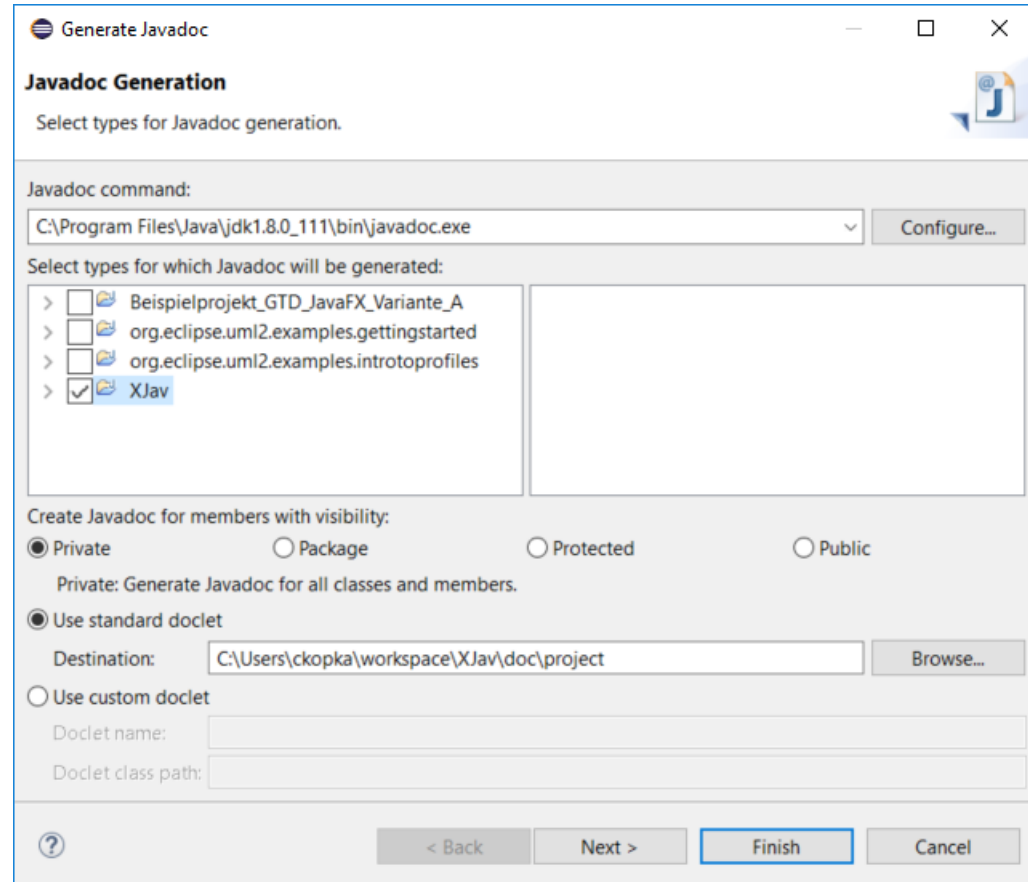 Generate Javadoc
Javadoc Generation
Select types for Javadoc generation.
@
J
Javadoc command:
C:\Program Files\Java\jdk1.8.0_111\bin\javadoc.exe
Configure...
Select types for which Javadoc will be generated:
Beispielprojekt_GTD_JavaFX_Variante_A
org.eclipse.uml2.examples.gettingstarted
org.eclipse.uml2.examples.introtoprofiles
XJav
Create Javadoc for members with visibility:
Private Package Protected Public
Private: Generate Javadoc for all classes and members.
Use standard doclet
Destination: C:\Users\ckopka\workspace\XJav\doc\project Browse...
Use custom doclet
Doclet name:
Doclet class path:
? < Back Next > Finish Cancel